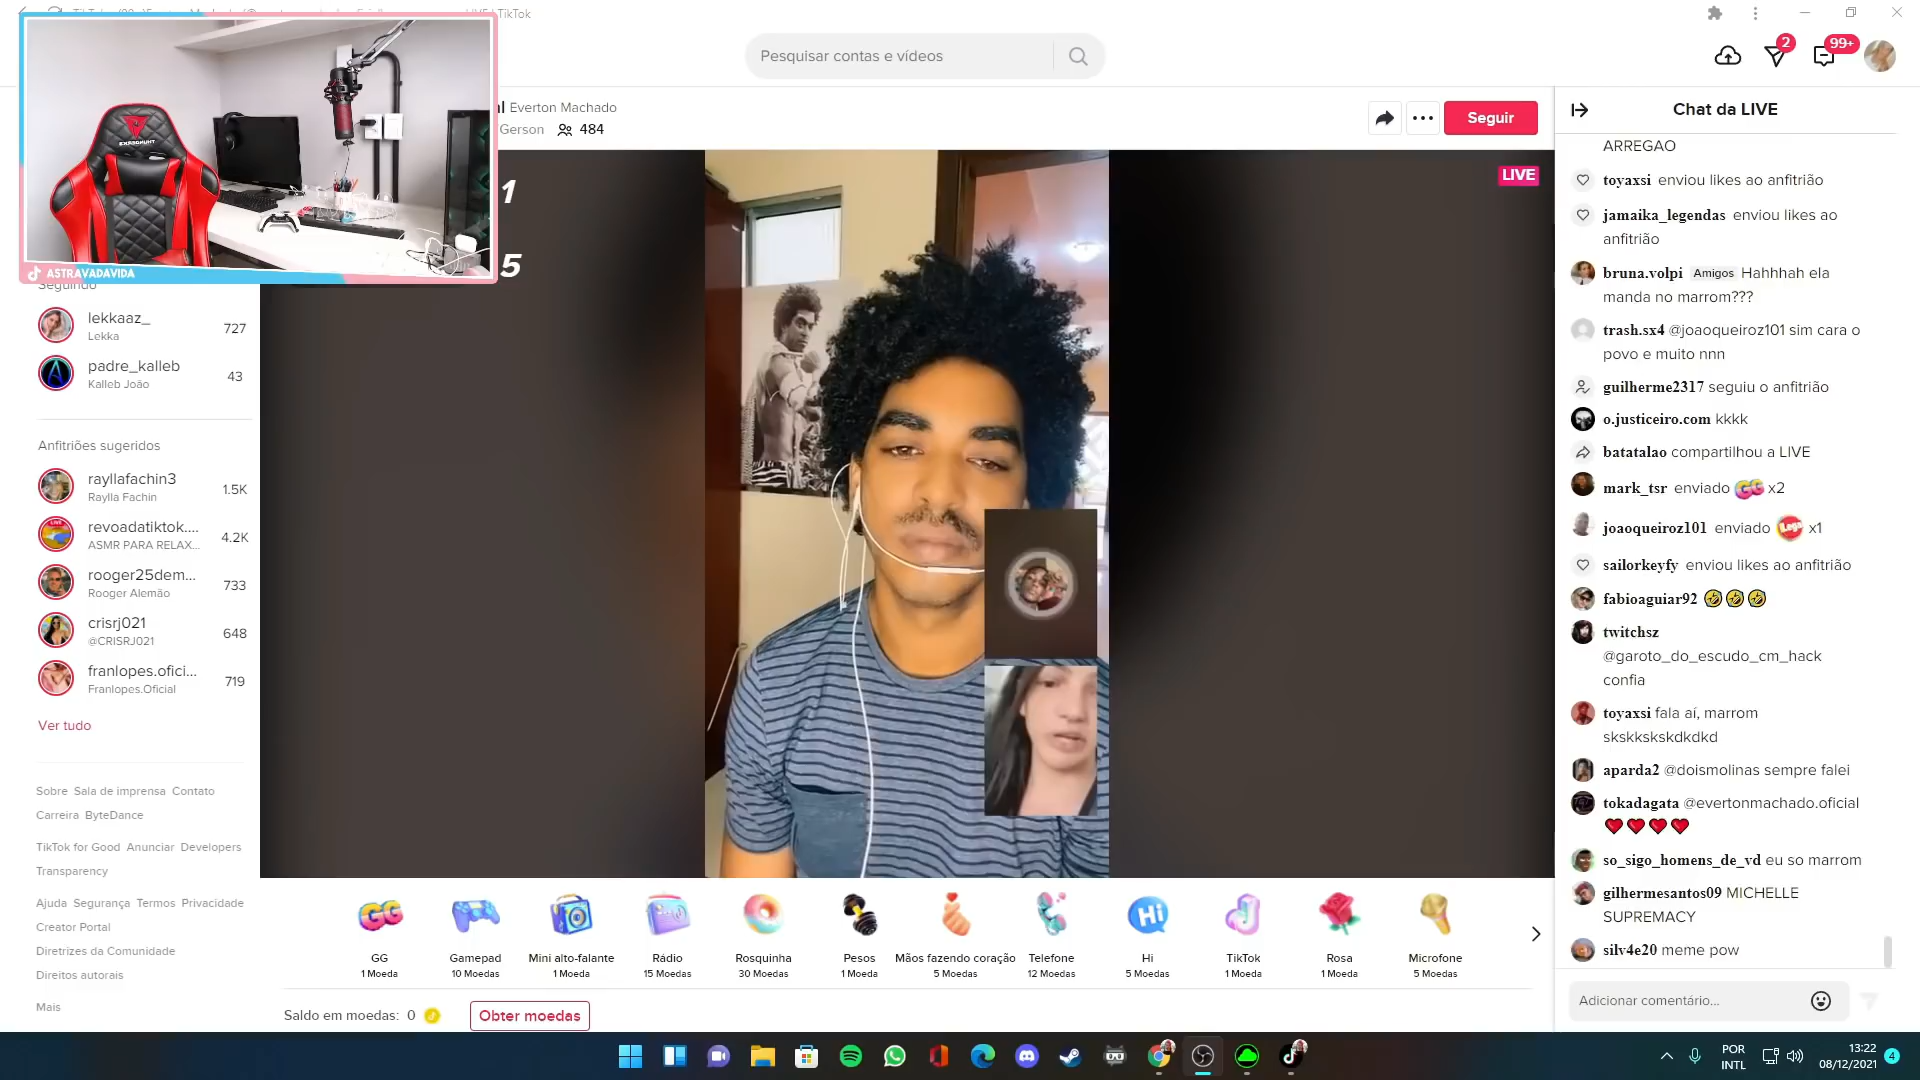 LIVE | TikTok
Pesquisar contas e vídeos
2
99+
ASTRAVADAVIDA
Everton Machado
Gerson
484
Seguir
Chat da LIVE
1
5
LIVE
Seguindo
lekkaaz_
Lekka
727
padre_kalleb
Kalleb João
43
Anfitriões sugeridos
rayllafachin3
Raylla Fachin
1.5K
revoadatiktok....
ASMR PARA RELAX...
4.2K
rooger25dem...
Rooger Alemão
733
crisrj021
@CRISRJ021
648
franlopes.ofici...
Franlopes.Oficial
719
Ver tudo
Sobre Sala de imprensa Contato
Carreira ByteDance
TikTok for Good Anunciar Developers
Transparency
Ajuda Segurança Termos Privacidade
Creator Portal
Diretrizes da Comunidade
Direitos autorais
Mais
ARREGAO
toyaxsi enviou likes ao anfitrião
jamaika_legendas enviou likes ao
anfitrião
bruna.volpi Amigos Hahhhah ela
manda no marrom???
trash.sx4 @joaoqueiroz101 sim cara o
povo e muito nnn
guilherme2317 seguiu o anfitrião
o.justiceiro.com kkkk
batatalao compartilhou a LIVE
mark_tsr enviado GG x2
joaoqueiroz101 enviado x1
sailorkeyfy enviou likes ao anfitrião
fabioaguiar92 🤣🤣🤣
twitchsz
@garoto_do_escudo_cm_hack
confia
toyaxsi fala aí, marrom
skskkskskdkdkd
aparda2 @doismolinas sempre falei
tokadagata @evertonmachado.oficial
❤❤❤❤
so_sigo_homens_de_vd eu so marrom
gilhermesantos09 MICHELLE
SUPREMACY
silv4e20 meme pow
Adicionar comentário...
GG
1 Moeda
Gamepad
10 Moedas
Mini alto-falante
1 Moeda
Rádio
15 Moedas
Rosquinha
30 Moedas
Pesos
1 Moeda
Mãos fazendo coração
5 Moedas
Telefone
12 Moedas
Hi
Hi
5 Moedas
TikTok
1 Moeda
Rosa
1 Moeda
Microfone
5 Moedas
Saldo em moedas: 0
Obter moedas
POR
INTL
13:22
08/12/2021
4